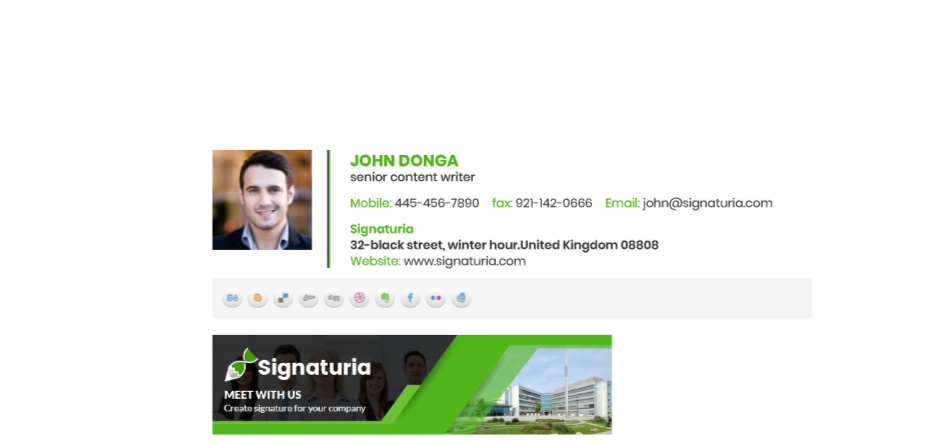 JOHN DONGA
senior content writer
Mobile: 445-456-7890 fax: 921-142-0666 Email: john@signaturia.com
Signaturia
32-black street, winter hour.United Kingdom 08808
Website: www.signaturia.com
Bē
digg
Signaturia
MEET WITH US
Create signature for your company